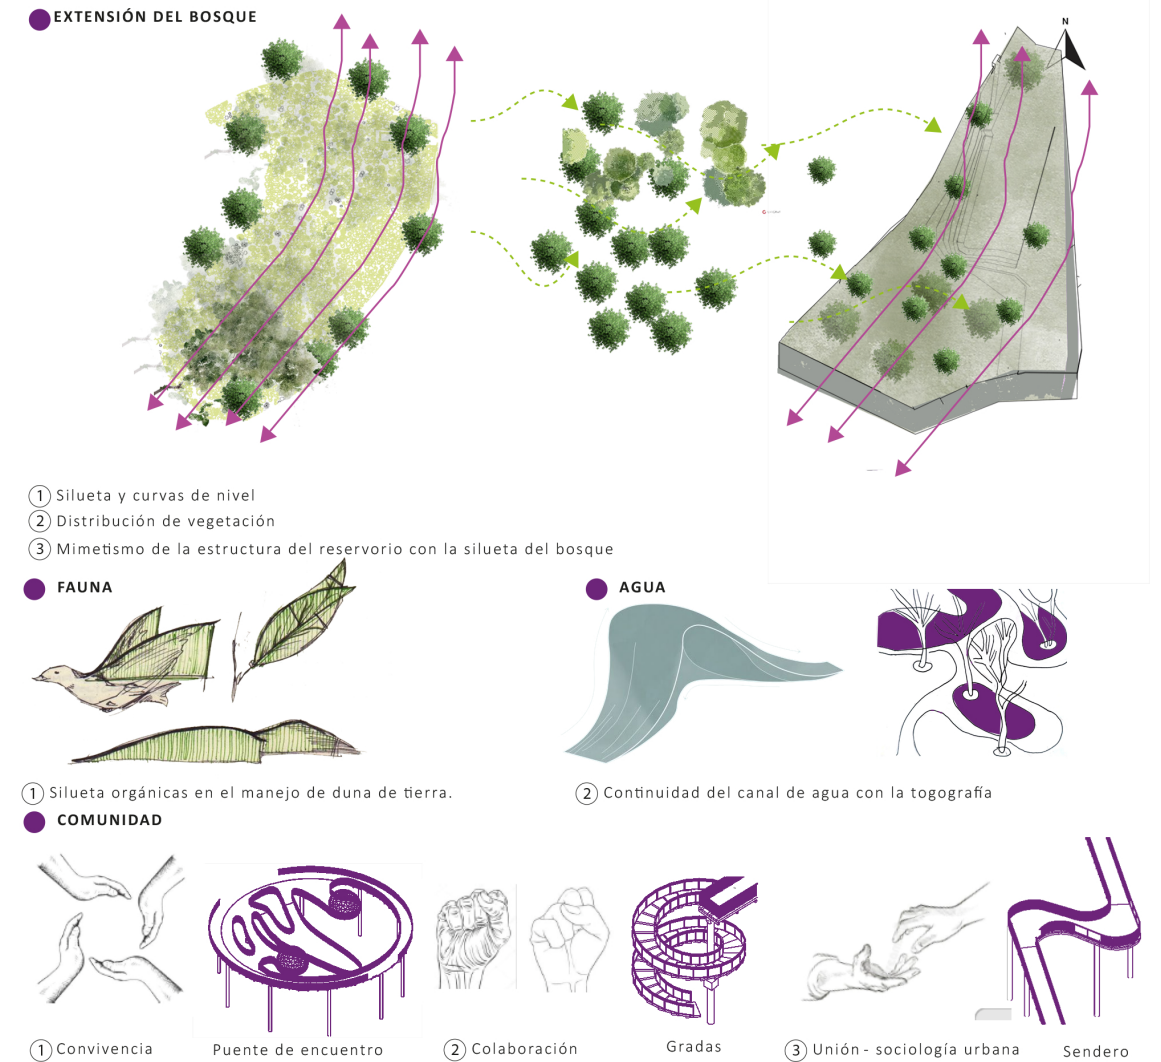 EXTENSIÓN DEL BOSQUE
N
1 Silueta y curvas de nivel
2 Distribución de vegetación
3 Mimetismo de la estructura del reservorio con la silueta del bosque
FAUNA
AGUA
1 Silueta orgánicas en el manejo de duna de tierra.
2 Continuidad del canal de agua con la togografía
COMUNIDAD
1 Convivencia
Puente de encuentro
2 Colaboración
Gradas
3 Unión - sociología urbana
Sendero